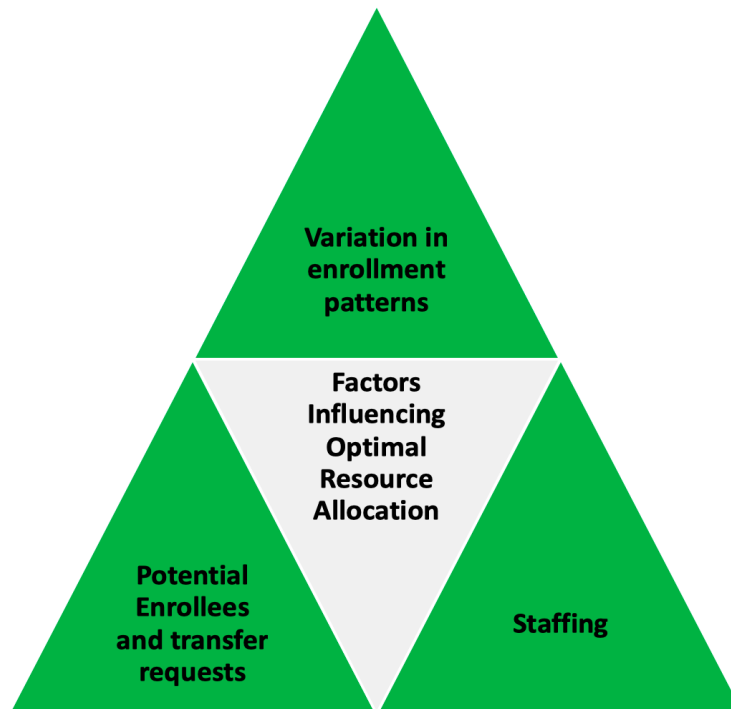 Variation in
enrollment
patterns
Factors
Influencing
Optimal
Resource
Allocation
Potential
Enrollees
and transfer
requests
Staffing